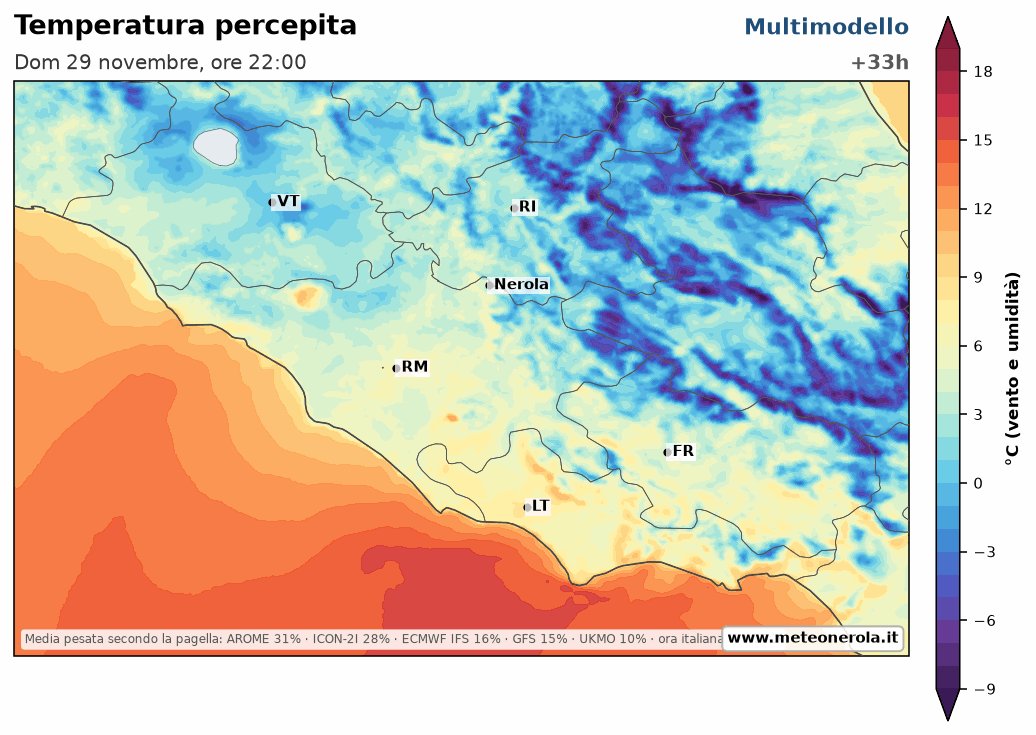 Temperatura percepita
Multimodello
Dom 29 novembre, ore 22:00
+33h
VT
RI
Nerola
RM
FR
LT
Media pesata secondo la pagella: AROME 31% · ICON-2I 28% · ECMWF IFS 16% · GFS 15% · UKMO 10% · ora italiana
www.meteonerola.it
18
15
12
9
6
3
0
−3
−6
−9
°C (vento e umidità)